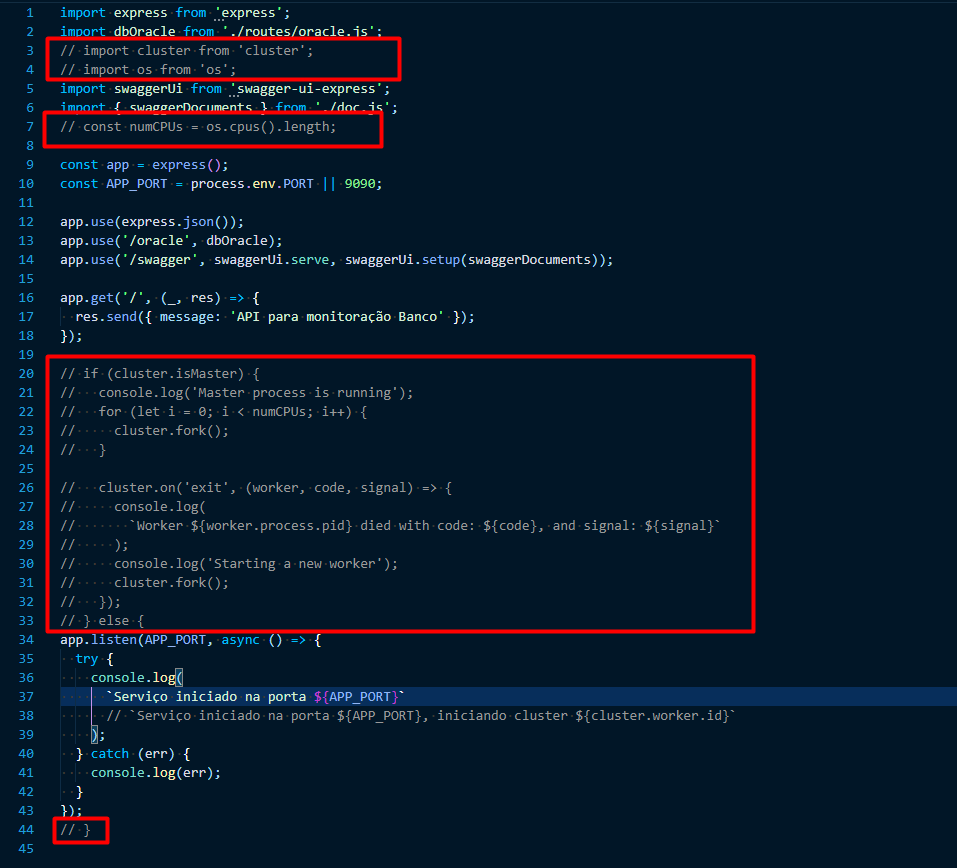 1 import express from 'express';
2 import dbOracle from './routes/oracle.js';
3 // import cluster from 'cluster';
4 // import os from 'os';
5 import swaggerUi from 'swagger-ui-express';
6 import { swaggerDocuments } from './doc.js';
7 // const numCPUs = os.cpus().length;
8
9 const app = express();
10 const APP_PORT = process.env.PORT || 9090;
11
12 app.use(express.json());
13 app.use('/oracle', dbOracle);
14 app.use('/swagger', swaggerUi.serve, swaggerUi.setup(swaggerDocuments));
15
16 app.get('/', (_, res) => {
17   res.send({ message: 'API para monitoração Banco' });
18 });
19
20 // if (cluster.isMaster) {
21 //   console.log('Master process is running');
22 //   for (let i = 0; i < numCPUs; i++) {
23 //     cluster.fork();
24 //   }
25
26 //   cluster.on('exit', (worker, code, signal) => {
27 //     console.log(
28 //       `Worker ${worker.process.pid} died with code: ${code}, and signal: ${signal}`
29 //     );
30 //     console.log('Starting a new worker');
31 //     cluster.fork();
32 //   });
33 // } else {
34 app.listen(APP_PORT, async () => {
35   try {
36     console.log(
37       `Serviço iniciado na porta ${APP_PORT}`
38       // `Serviço iniciado na porta ${APP_PORT}, iniciando cluster ${cluster.worker.id}`
39     );
40   } catch (err) {
41     console.log(err);
42   }
43 });
44 // }
45